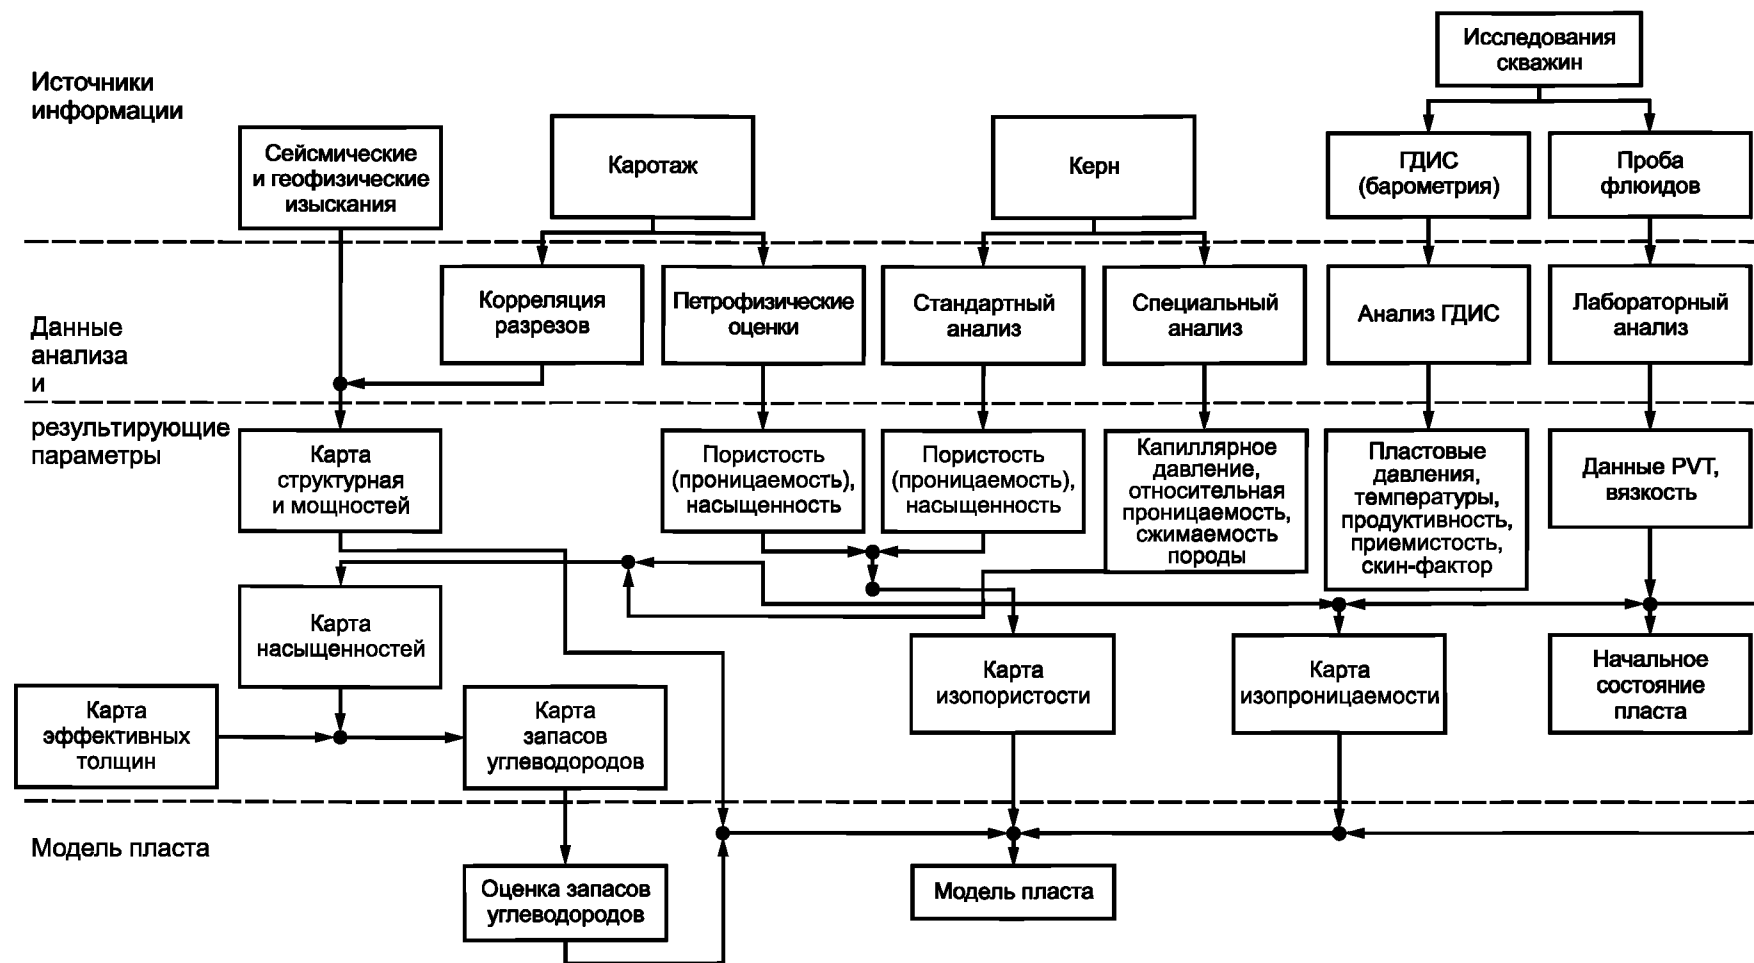 Исследования
скважин
Источники
информации
Сейсмические
и геофизические
изыскания
Каротаж
Керн
ГДИС
(барометрия)
Проба
флюидов
Данные
анализа
и
Корреляция
разрезов
Петрофизические
оценки
Стандартный
анализ
Специальный
анализ
Анализ ГДИС
Лабораторный
анализ
результирующие
параметры
Карта
структурная
и мощностей
Пористость
(проницаемость),
насыщенность
Пористость
(проницаемость),
насыщенность
Капиллярное
давление,
относительная
проницаемость,
сжимаемость
породы
Пластовые
давления,
температуры,
продуктивность,
приемистость,
скин-фактор
Данные PVT,
вязкость
Карта
насыщенностей
Карта
изопористости
Карта
изопроницаемости
Начальное
состояние
пласта
Карта
эффективных
толщин
Карта
запасов
углеводородов
Модель пласта
Оценка запасов
углеводородов
Модель пласта